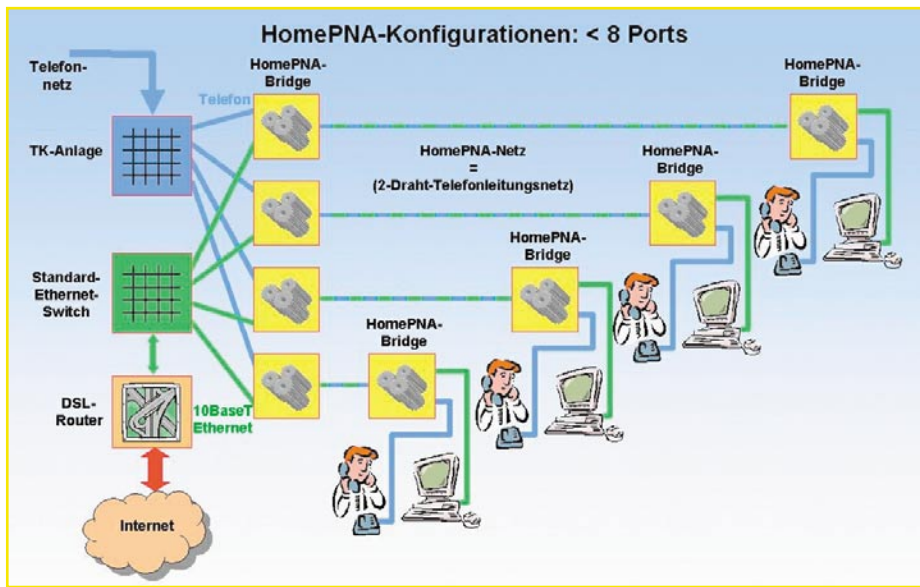 HomePNA-Konfigurationen: < 8 Ports
Telefon-
netz
HomePNA-
Bridge
HomePNA-
Bridge
Telefon
TK-Anlage
HomePNA-Netz
=
(2-Draht-Telefonleitungsnetz)
HomePNA-
Bridge
HomePNA-
Bridge
Standard-
Ethernet-
Switch
HomePNA-
Bridge
DSL-
Router
10BaseT
Ethernet
Internet